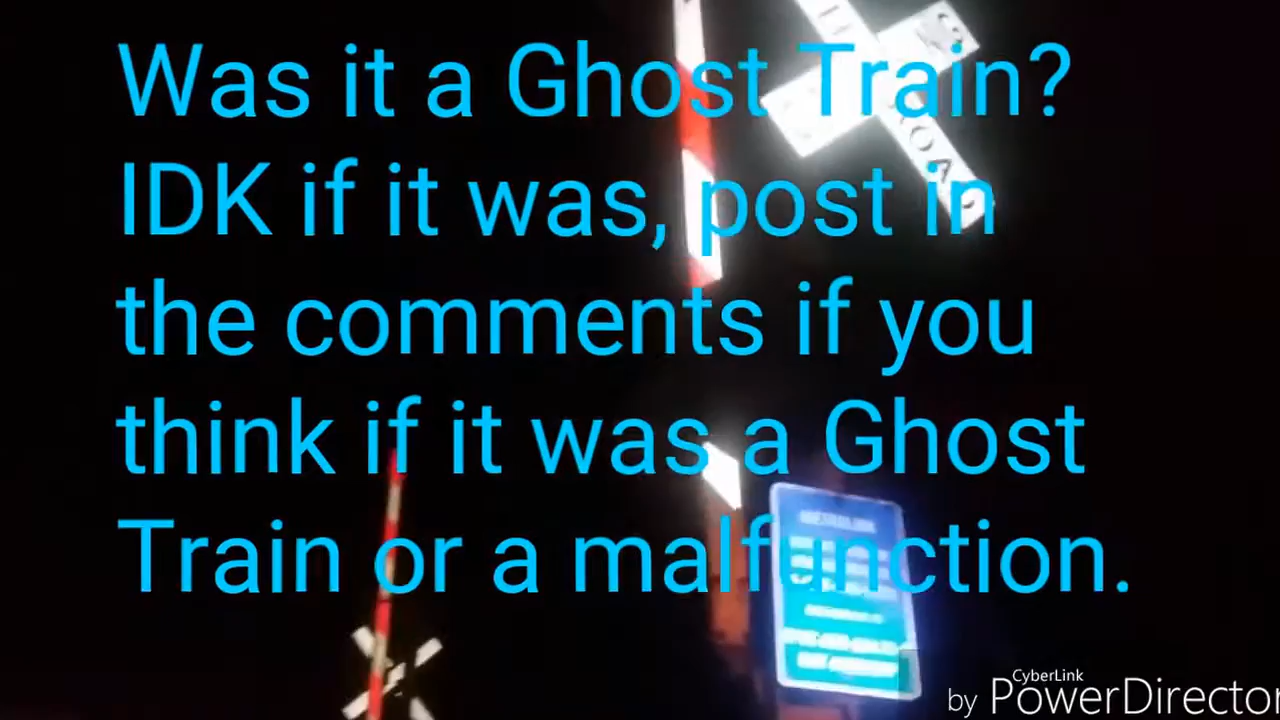 Was it a Ghost Train?
IDK if it was, post in
the comments if you
think if it was a Ghost
Train or a malfunction.
CyberLink
by PowerDirector